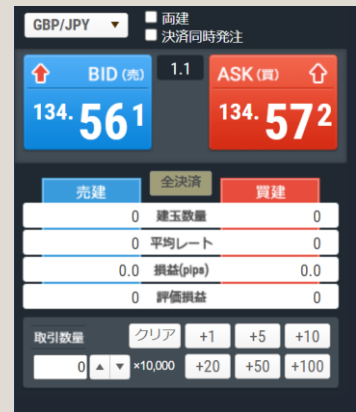 GBP/JPY ▼ 両建
決済同時発注
BID (売) 1.1 ASK(買)
134.561 134.572
売建 全決済 買建
0 建玉数量 0
0 平均レート 0
0.0 損益(pips) 0.0
0 評価損益 0
取引数量 クリア +1 +5 +10
0 ▲ ▼ ×10,000 +20 +50 +100